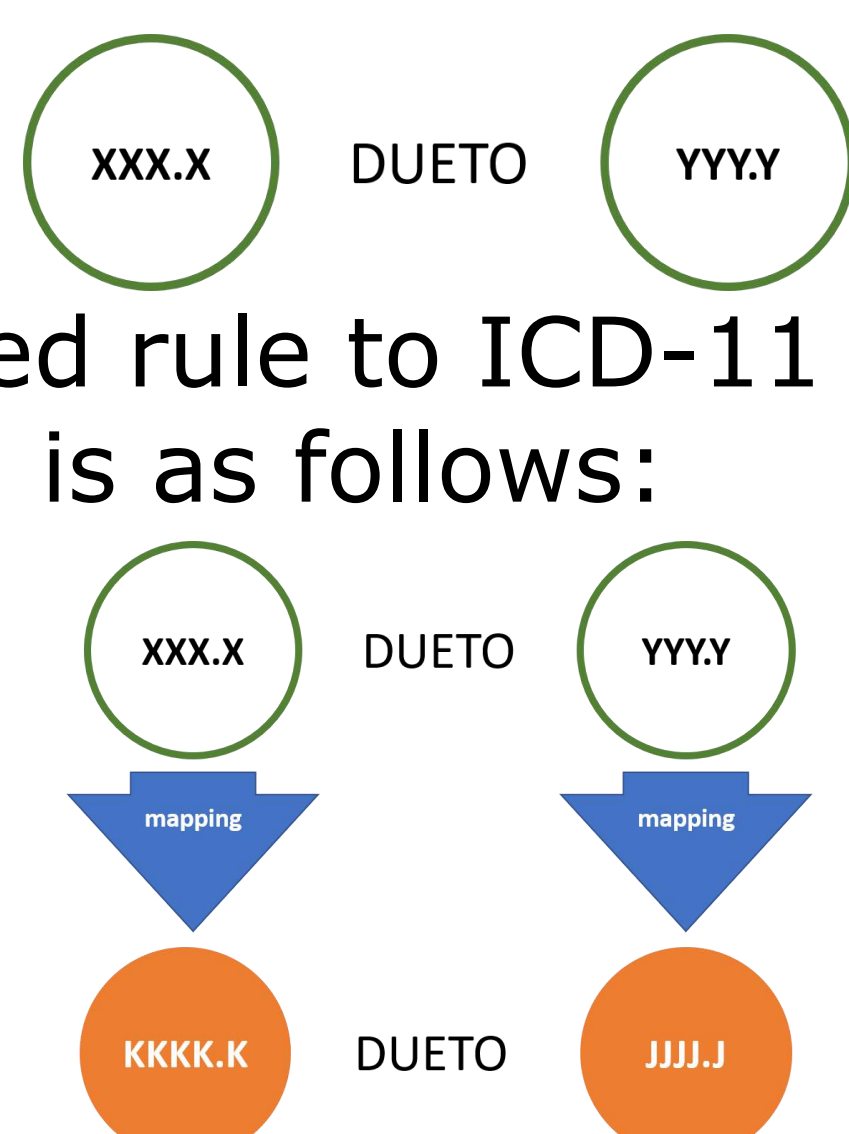 XXX.X DUETO YYY.Y
ed rule to ICD-11
is as follows:
XXX.X DUETO YYY.Y
mapping mapping
KKKK.K DUETO JJJJ.J